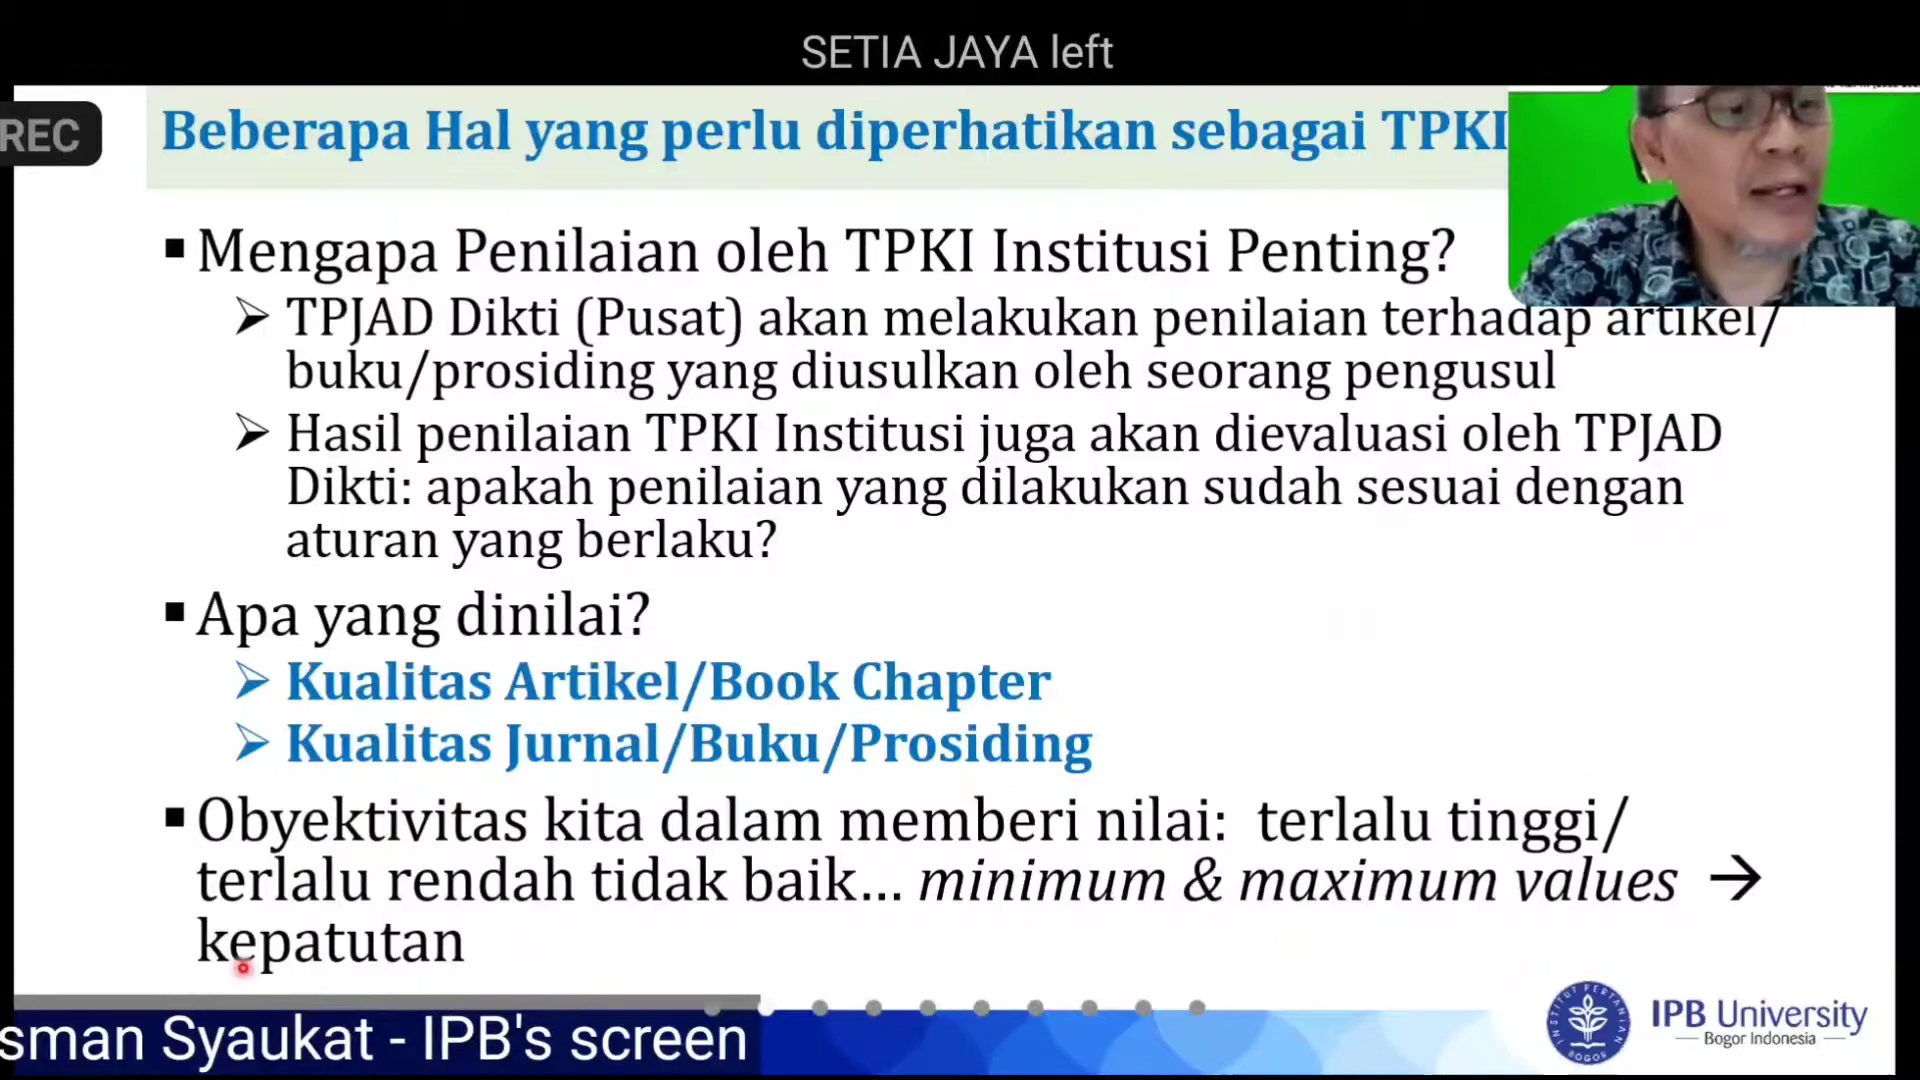 SETIA JAYA left
REC
Beberapa Hal yang perlu diperhatikan sebagai TPKI
▪ Mengapa Penilaian oleh TPKI Institusi Penting?
➢ TPJAD Dikti (Pusat) akan melakukan penilaian terhadap artikel/
buku/prosiding yang diusulkan oleh seorang pengusul
➢ Hasil penilaian TPKI Institusi juga akan dievaluasi oleh TPJAD
Dikti: apakah penilaian yang dilakukan sudah sesuai dengan
aturan yang berlaku?
▪ Apa yang dinilai?
➢ Kualitas Artikel/Book Chapter
➢ Kualitas Jurnal/Buku/Prosiding
▪ Obyektivitas kita dalam memberi nilai: terlalu tinggi/
terlalu rendah tidak baik... minimum & maximum values →
kepatutan
sman Syaukat - IPB's screen
INSTITUT PERTANIAN
BOGOR
IPB University
Bogor Indonesia